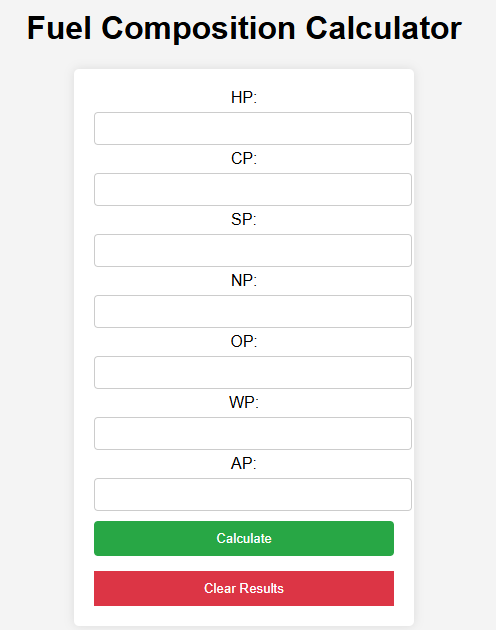 Fuel Composition Calculator
HP:
CP:
SP:
NP:
OP:
WP:
AP:
Calculate
Clear Results